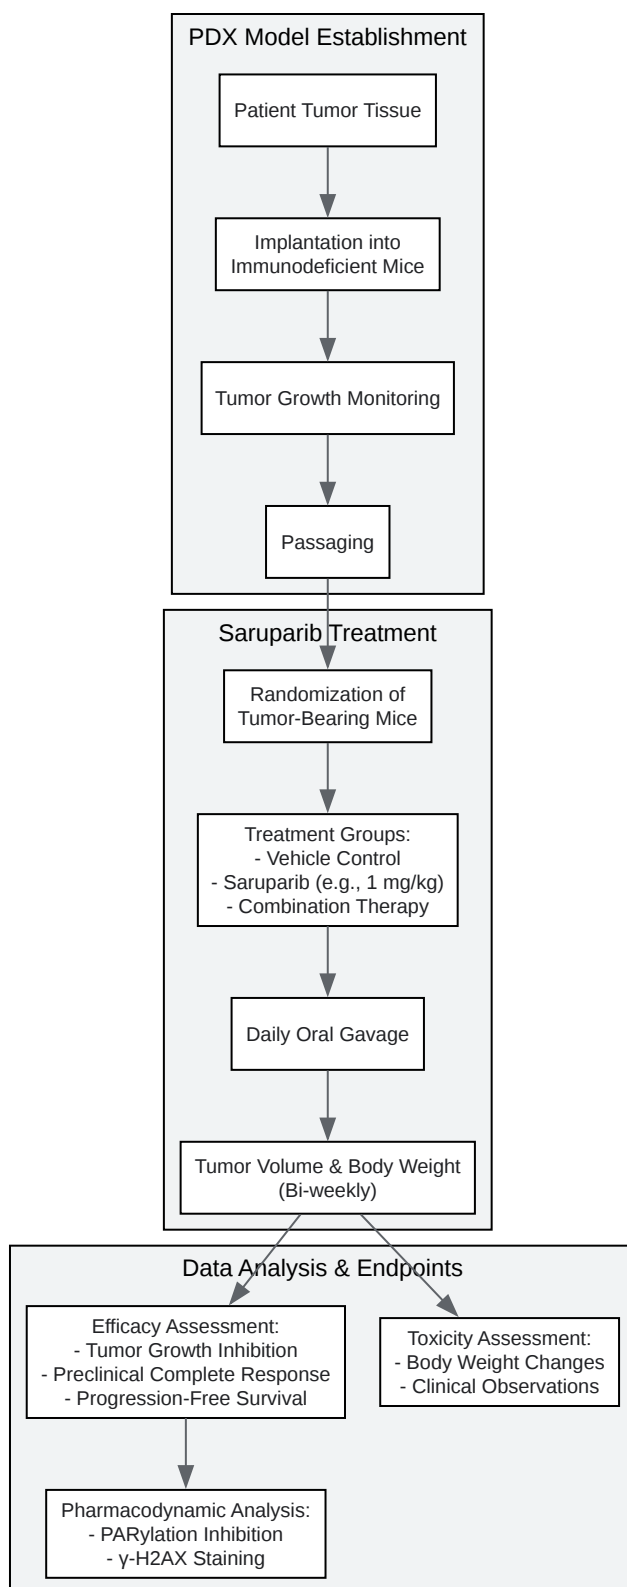 PDX Model Establishment
Patient Tumor Tissue
Implantation into
Immunodeficient Mice
Tumor Growth Monitoring
Passaging
Saruparib Treatment
Randomization of
Tumor-Bearing Mice
Treatment Groups:
- Vehicle Control
- Saruparib (e.g., 1 mg/kg)
- Combination Therapy
Daily Oral Gavage
Tumor Volume & Body Weight
(Bi-weekly)
Data Analysis & Endpoints
Efficacy Assessment:
- Tumor Growth Inhibition
- Preclinical Complete Response
- Progression-Free Survival
Toxicity Assessment:
- Body Weight Changes
- Clinical Observations
Pharmacodynamic Analysis:
- PARylation Inhibition
- γ-H2AX Staining